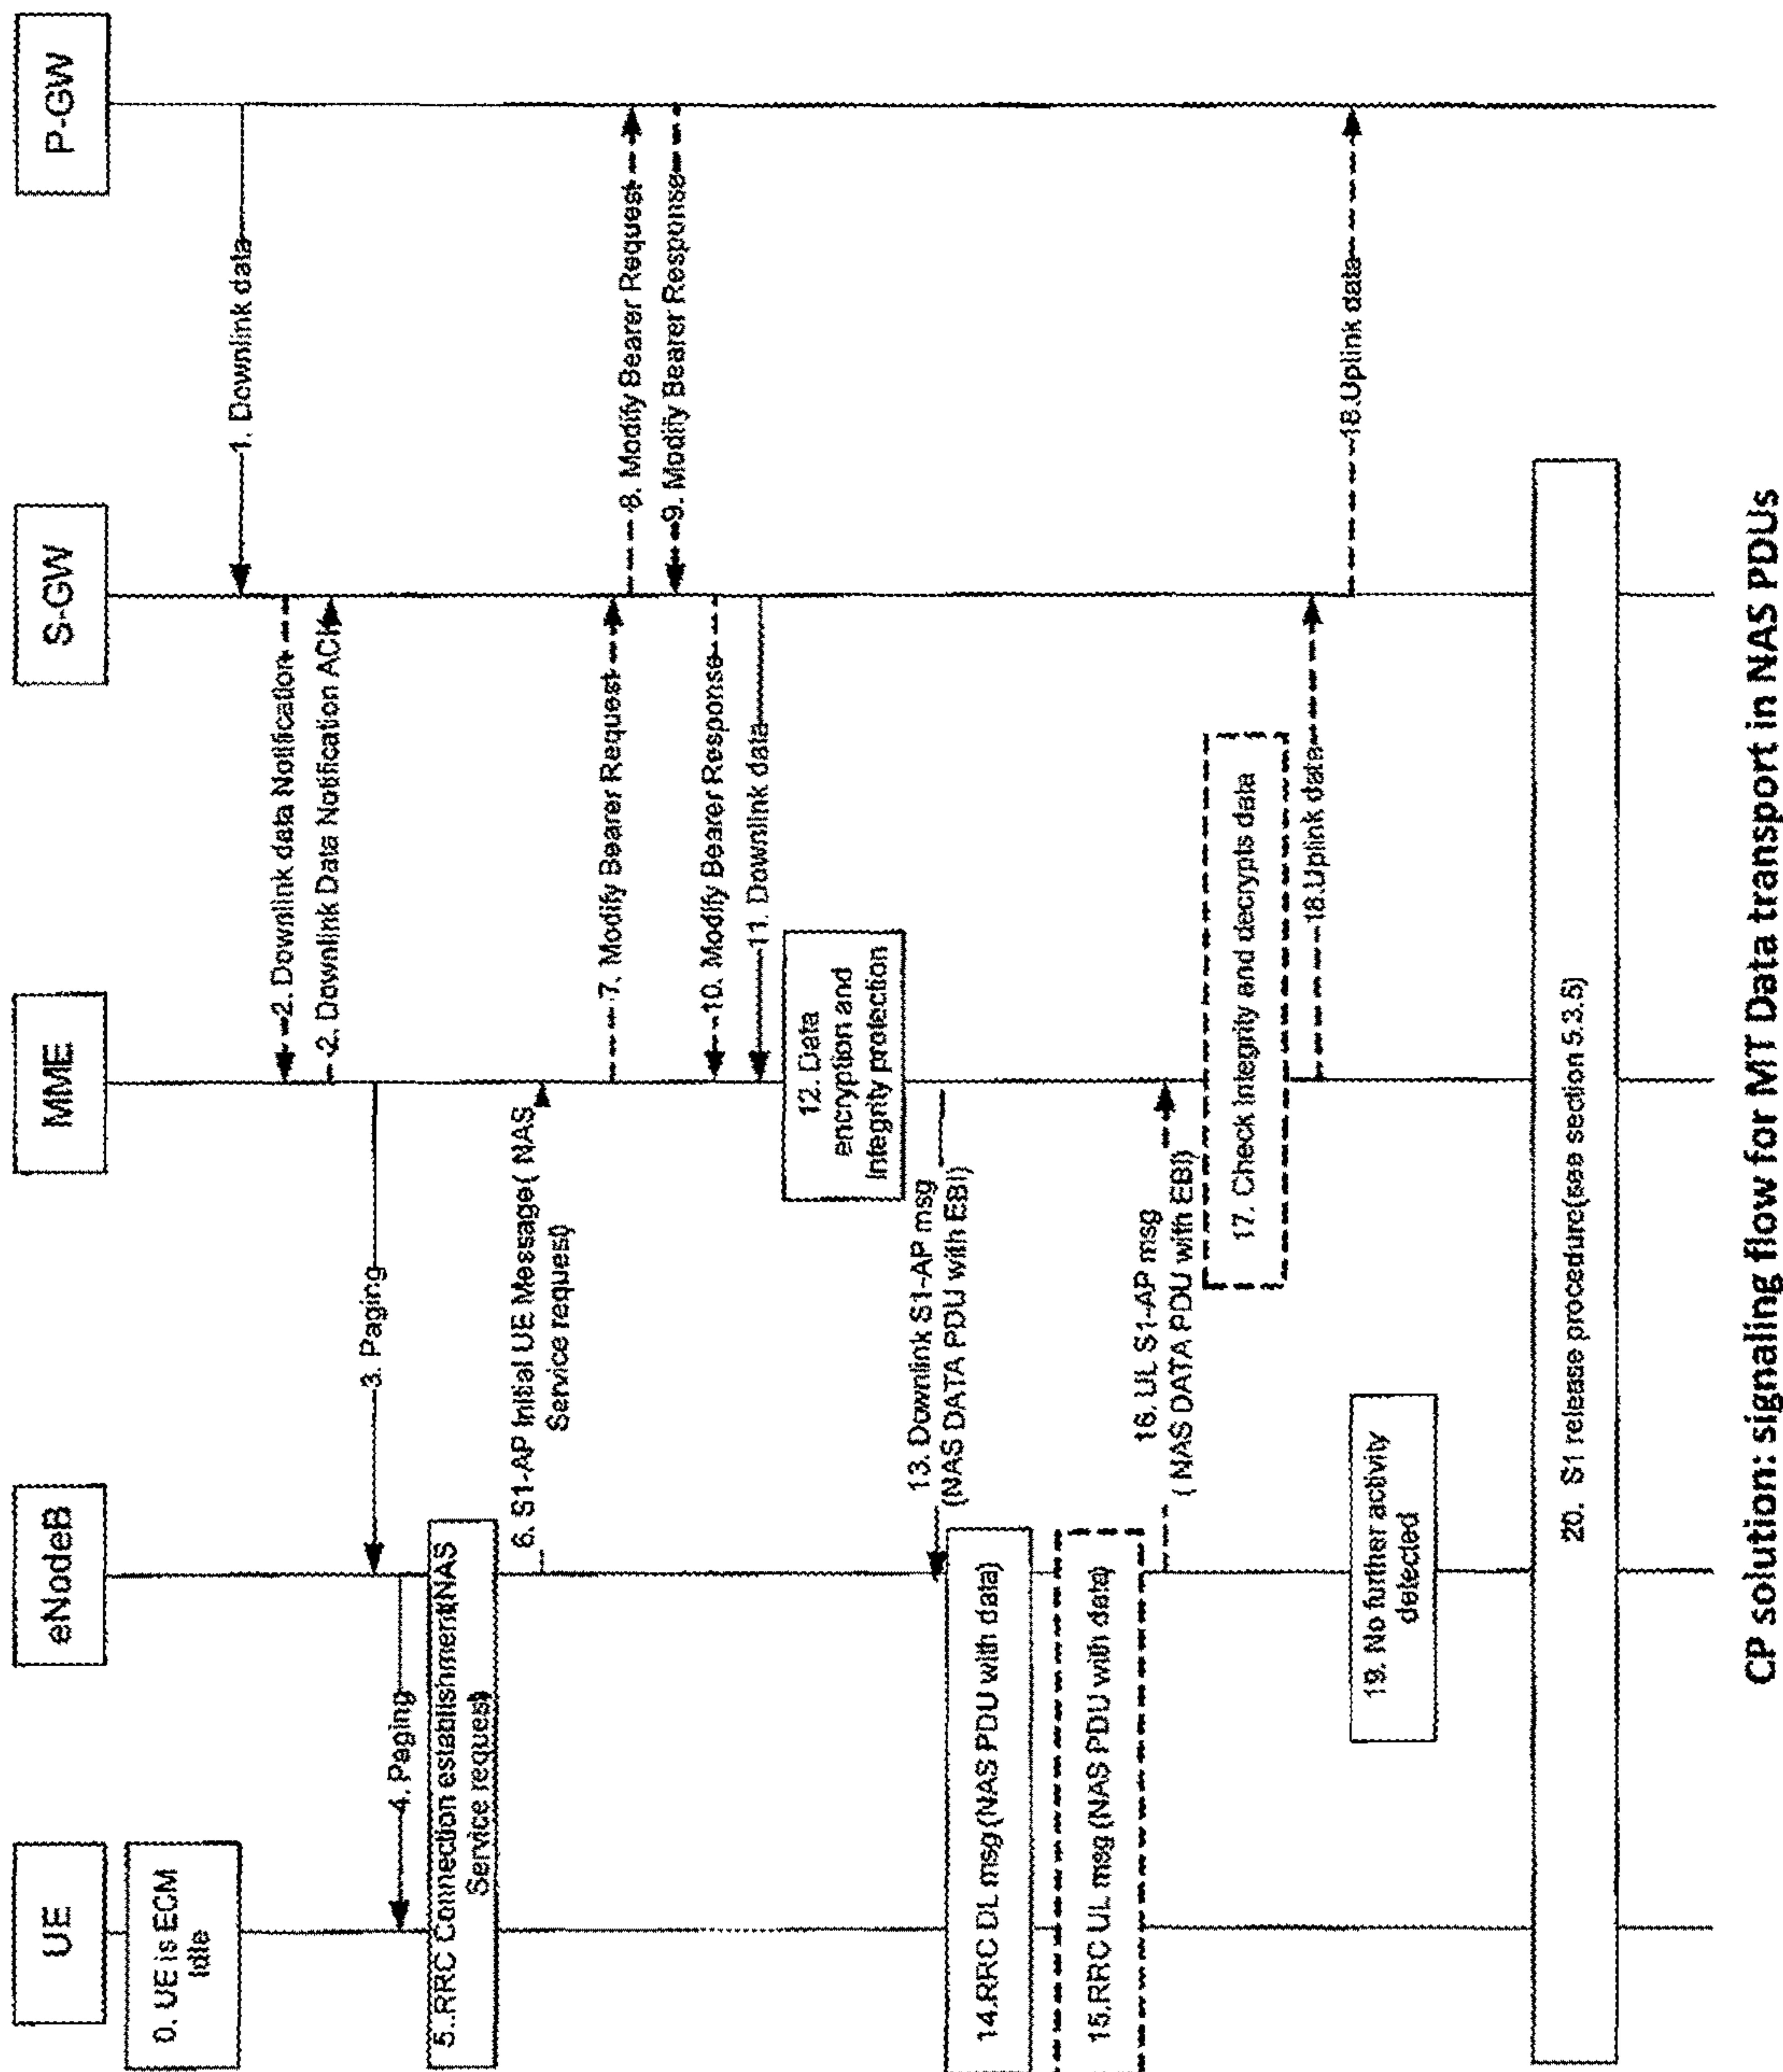 UE
eNodeB
MME
S-GW
P-GW
0. UE is ECM
Idle
1. Downlink data
2. Downlink data Notification
2. Downlink Data Notification ACK
3. Paging
4. Paging
5..RRC Connection establishment(NAS
Service request)
6. S1-AP Initial UE Message( NAS
Service request)
7. Modify Bearer Request
8. Modify Bearer Request
9. Modify Bearer Response
10. Modify Bearer Response
11. Downlink data
12. Data
encryption and
Integrity protection
13. Downlink S1-AP msg
(NAS DATA PDU with EBI)
14.RRC DL msg(NAS PDU with data)
15.RRC UL msg(NAS PDU with data)
16. UL S1-AP msg
( NAS DATA PDU with EBI)
17. Check Integrity and decrypts data
18.Uplink data
18.Uplink data
19. No further activity
detected
20. S1 release procedure(see section 5.3.5)
CP solution: signaling flow for MT Data transport in NAS PDUs